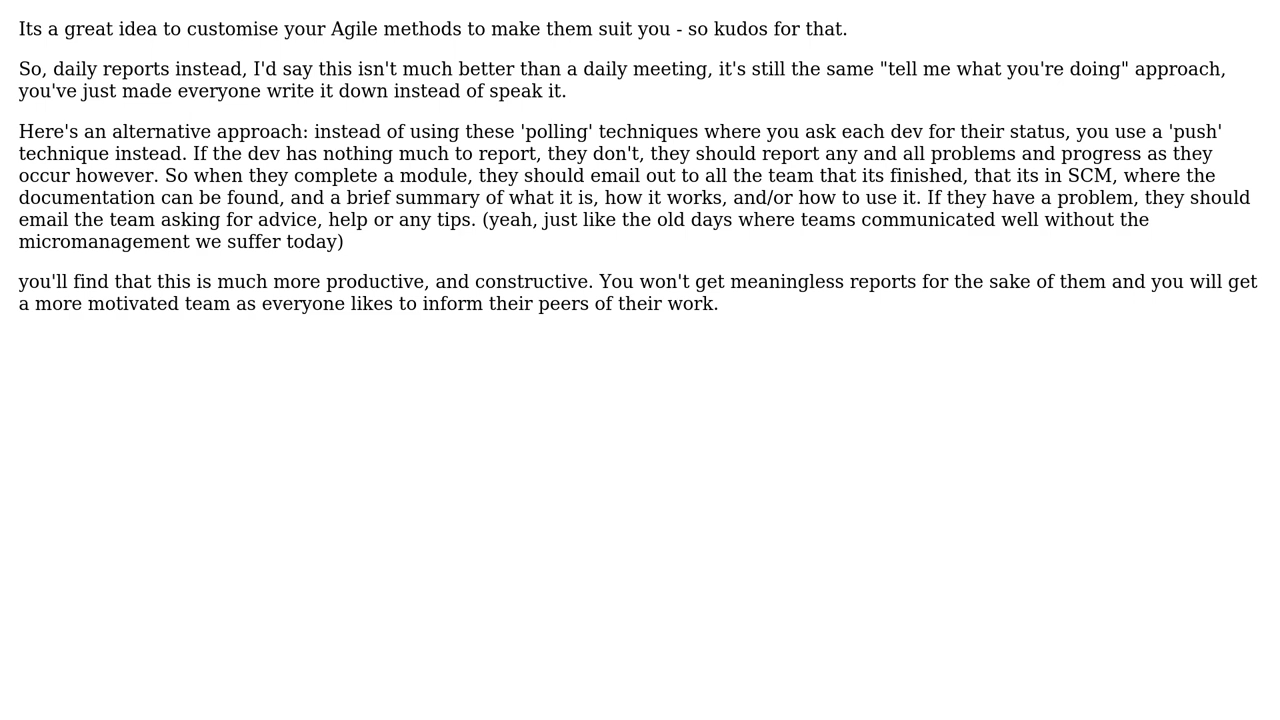 Its a great idea to customise your Agile methods to make them suit you - so kudos for that.
So, daily reports instead, I'd say this isn't much better than a daily meeting, it's still the same "tell me what you're doing" approach,
you've just made everyone write it down instead of speak it.
Here's an alternative approach: instead of using these 'polling' techniques where you ask each dev for their status, you use a 'push'
technique instead. If the dev has nothing much to report, they don't, they should report any and all problems and progress as they
occur however. So when they complete a module, they should email out to all the team that its finished, that its in SCM, where the
documentation can be found, and a brief summary of what it is, how it works, and/or how to use it. If they have a problem, they should
email the team asking for advice, help or any tips. (yeah, just like the old days where teams communicated well without the
micromanagement we suffer today)
you'll find that this is much more productive, and constructive. You won't get meaningless reports for the sake of them and you will get
a more motivated team as everyone likes to inform their peers of their work.